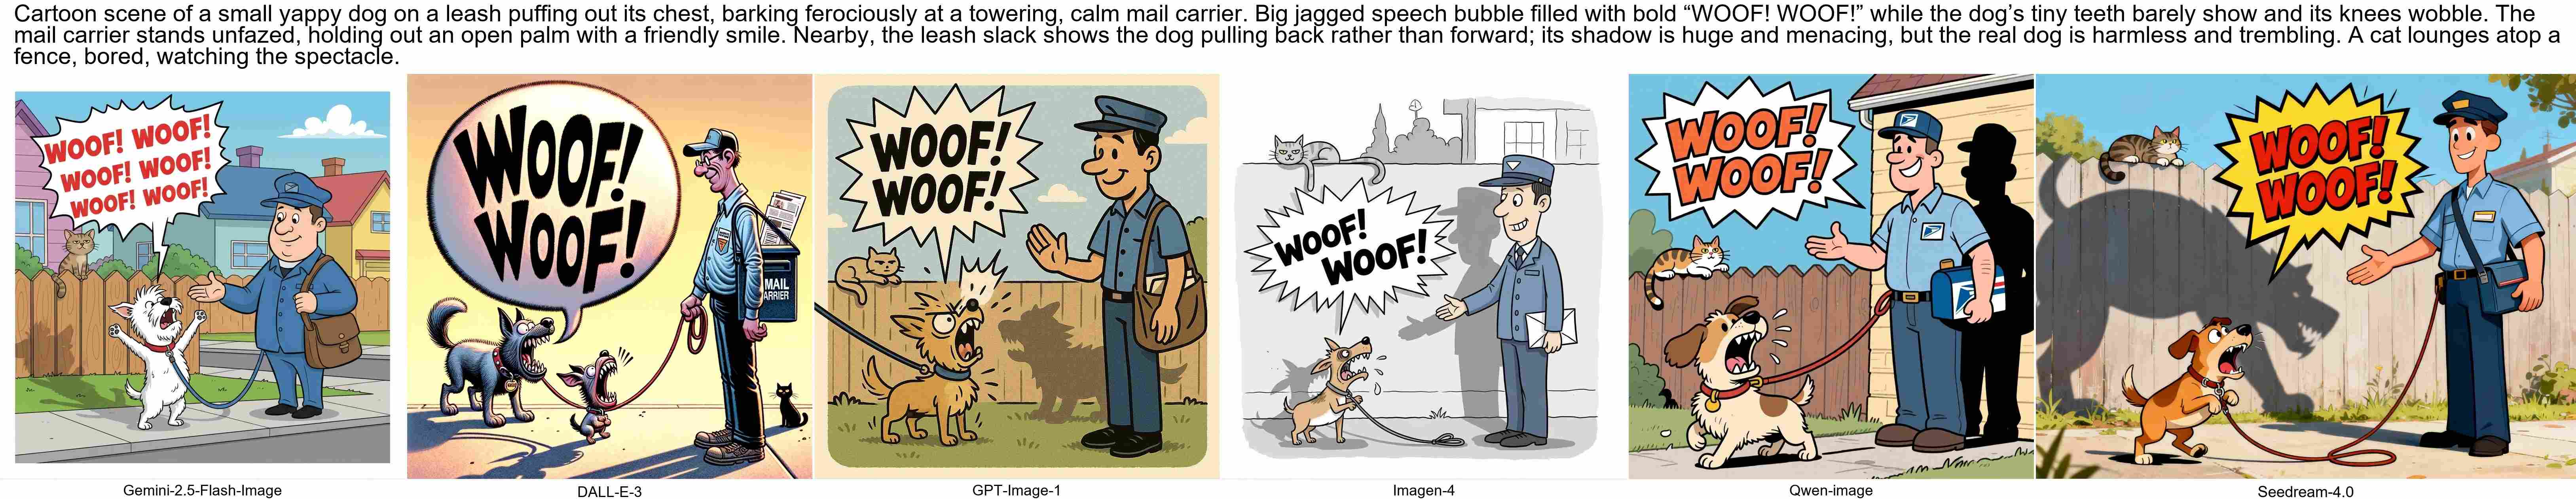 Cartoon scene of a small yappy dog on a leash puffing out its chest, barking ferociously at a towering, calm mail carrier. Big jagged speech bubble filled with bold “WOOF! WOOF!” while the dog’s tiny teeth barely show and its knees wobble. The
mail carrier stands unfazed, holding out an open palm with a friendly smile. Nearby, the leash slack shows the dog pulling back rather than forward; its shadow is huge and menacing, but the real dog is harmless and trembling. A cat lounges atop a
fence, bored, watching the spectacle.
WOOF! WOOF!
WOOF! WOOF!
WOOF! WOOF!
WOOF!
WOOF!
MAIL
ARRIER
WOOF!
WOOF!
WOOF!
WOOF!
WOOF!
WOOF!
WOOF!
WOOF!
Gemini-2.5-Flash-Image
DALL-E-3
GPT-Image-1
Imagen-4
Qwen-image
Seedream-4.0